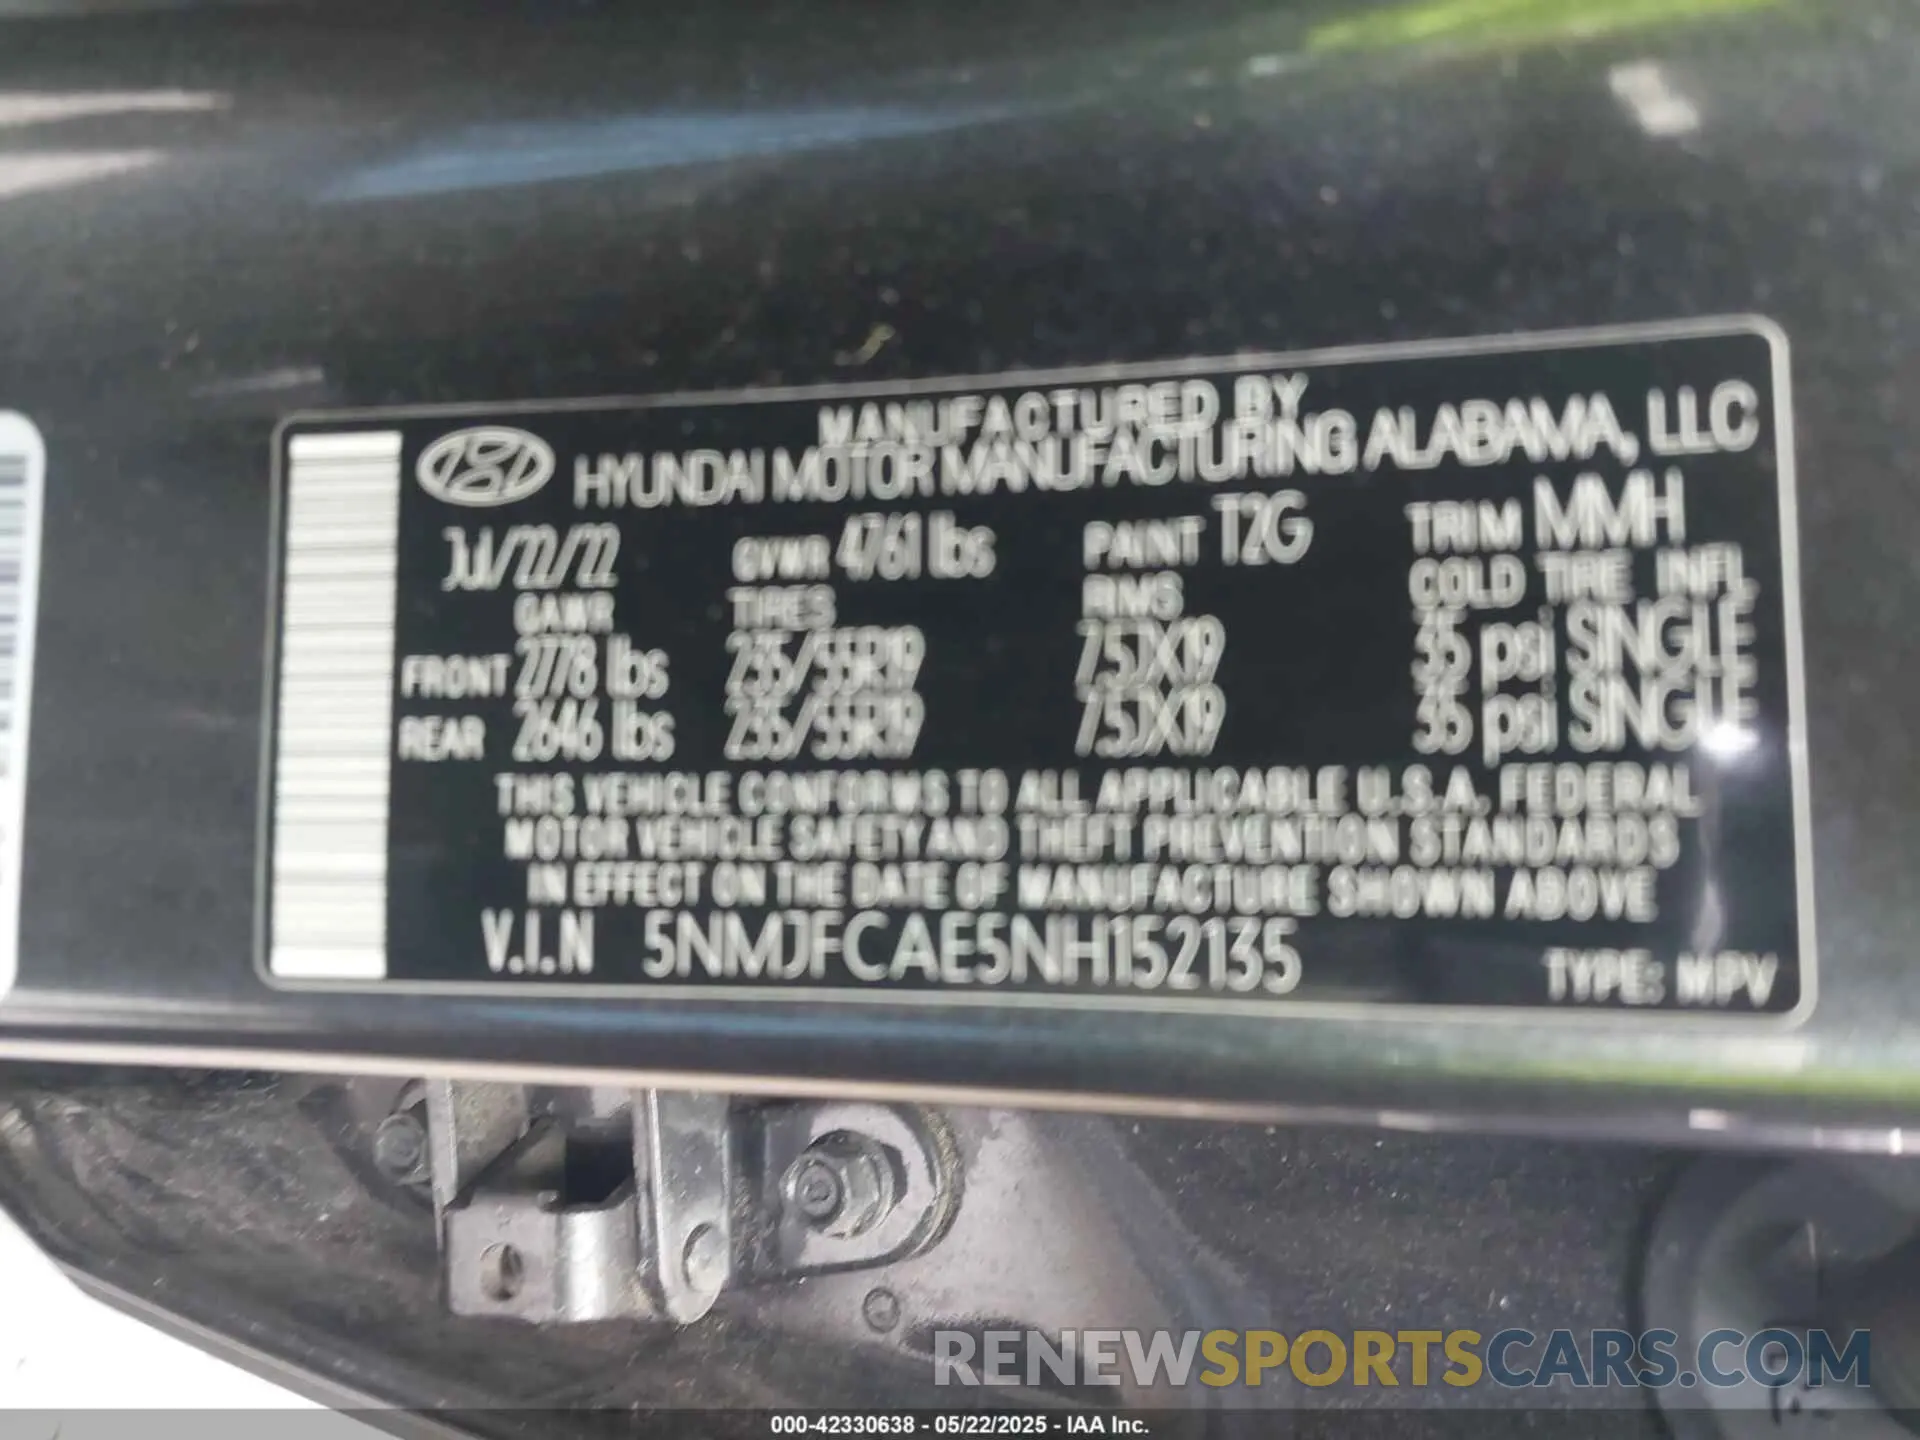 MANUFACTURED BY
HYUNDAI MOTOR MANUFACTURING ALABAMA, LLC
Jul/22/22 GVWR 4761 lbs PAINT T2G TRIM MMH
GAWR TIRES RIMS COLD TIRE INFL
FRONT 2778 lbs 235/55R19 7.5JX19 35 psi SINGLE
REAR 2646 lbs 235/55R19 7.5JX19 35 psi SINGLE
THIS VEHICLE CONFORMS TO ALL APPLICABLE U.S.A. FEDERAL
MOTOR VEHICLE SAFETY AND THEFT PREVENTION STANDARDS
IN EFFECT ON THE DATE OF MANUFACTURE SHOWN ABOVE
V.I.N 5NMJFCAE5NH152135 TYPE: MPV
RENEWSPORTSCARS.COM
000-42330638 - 05/22/2025 - IAA Inc.